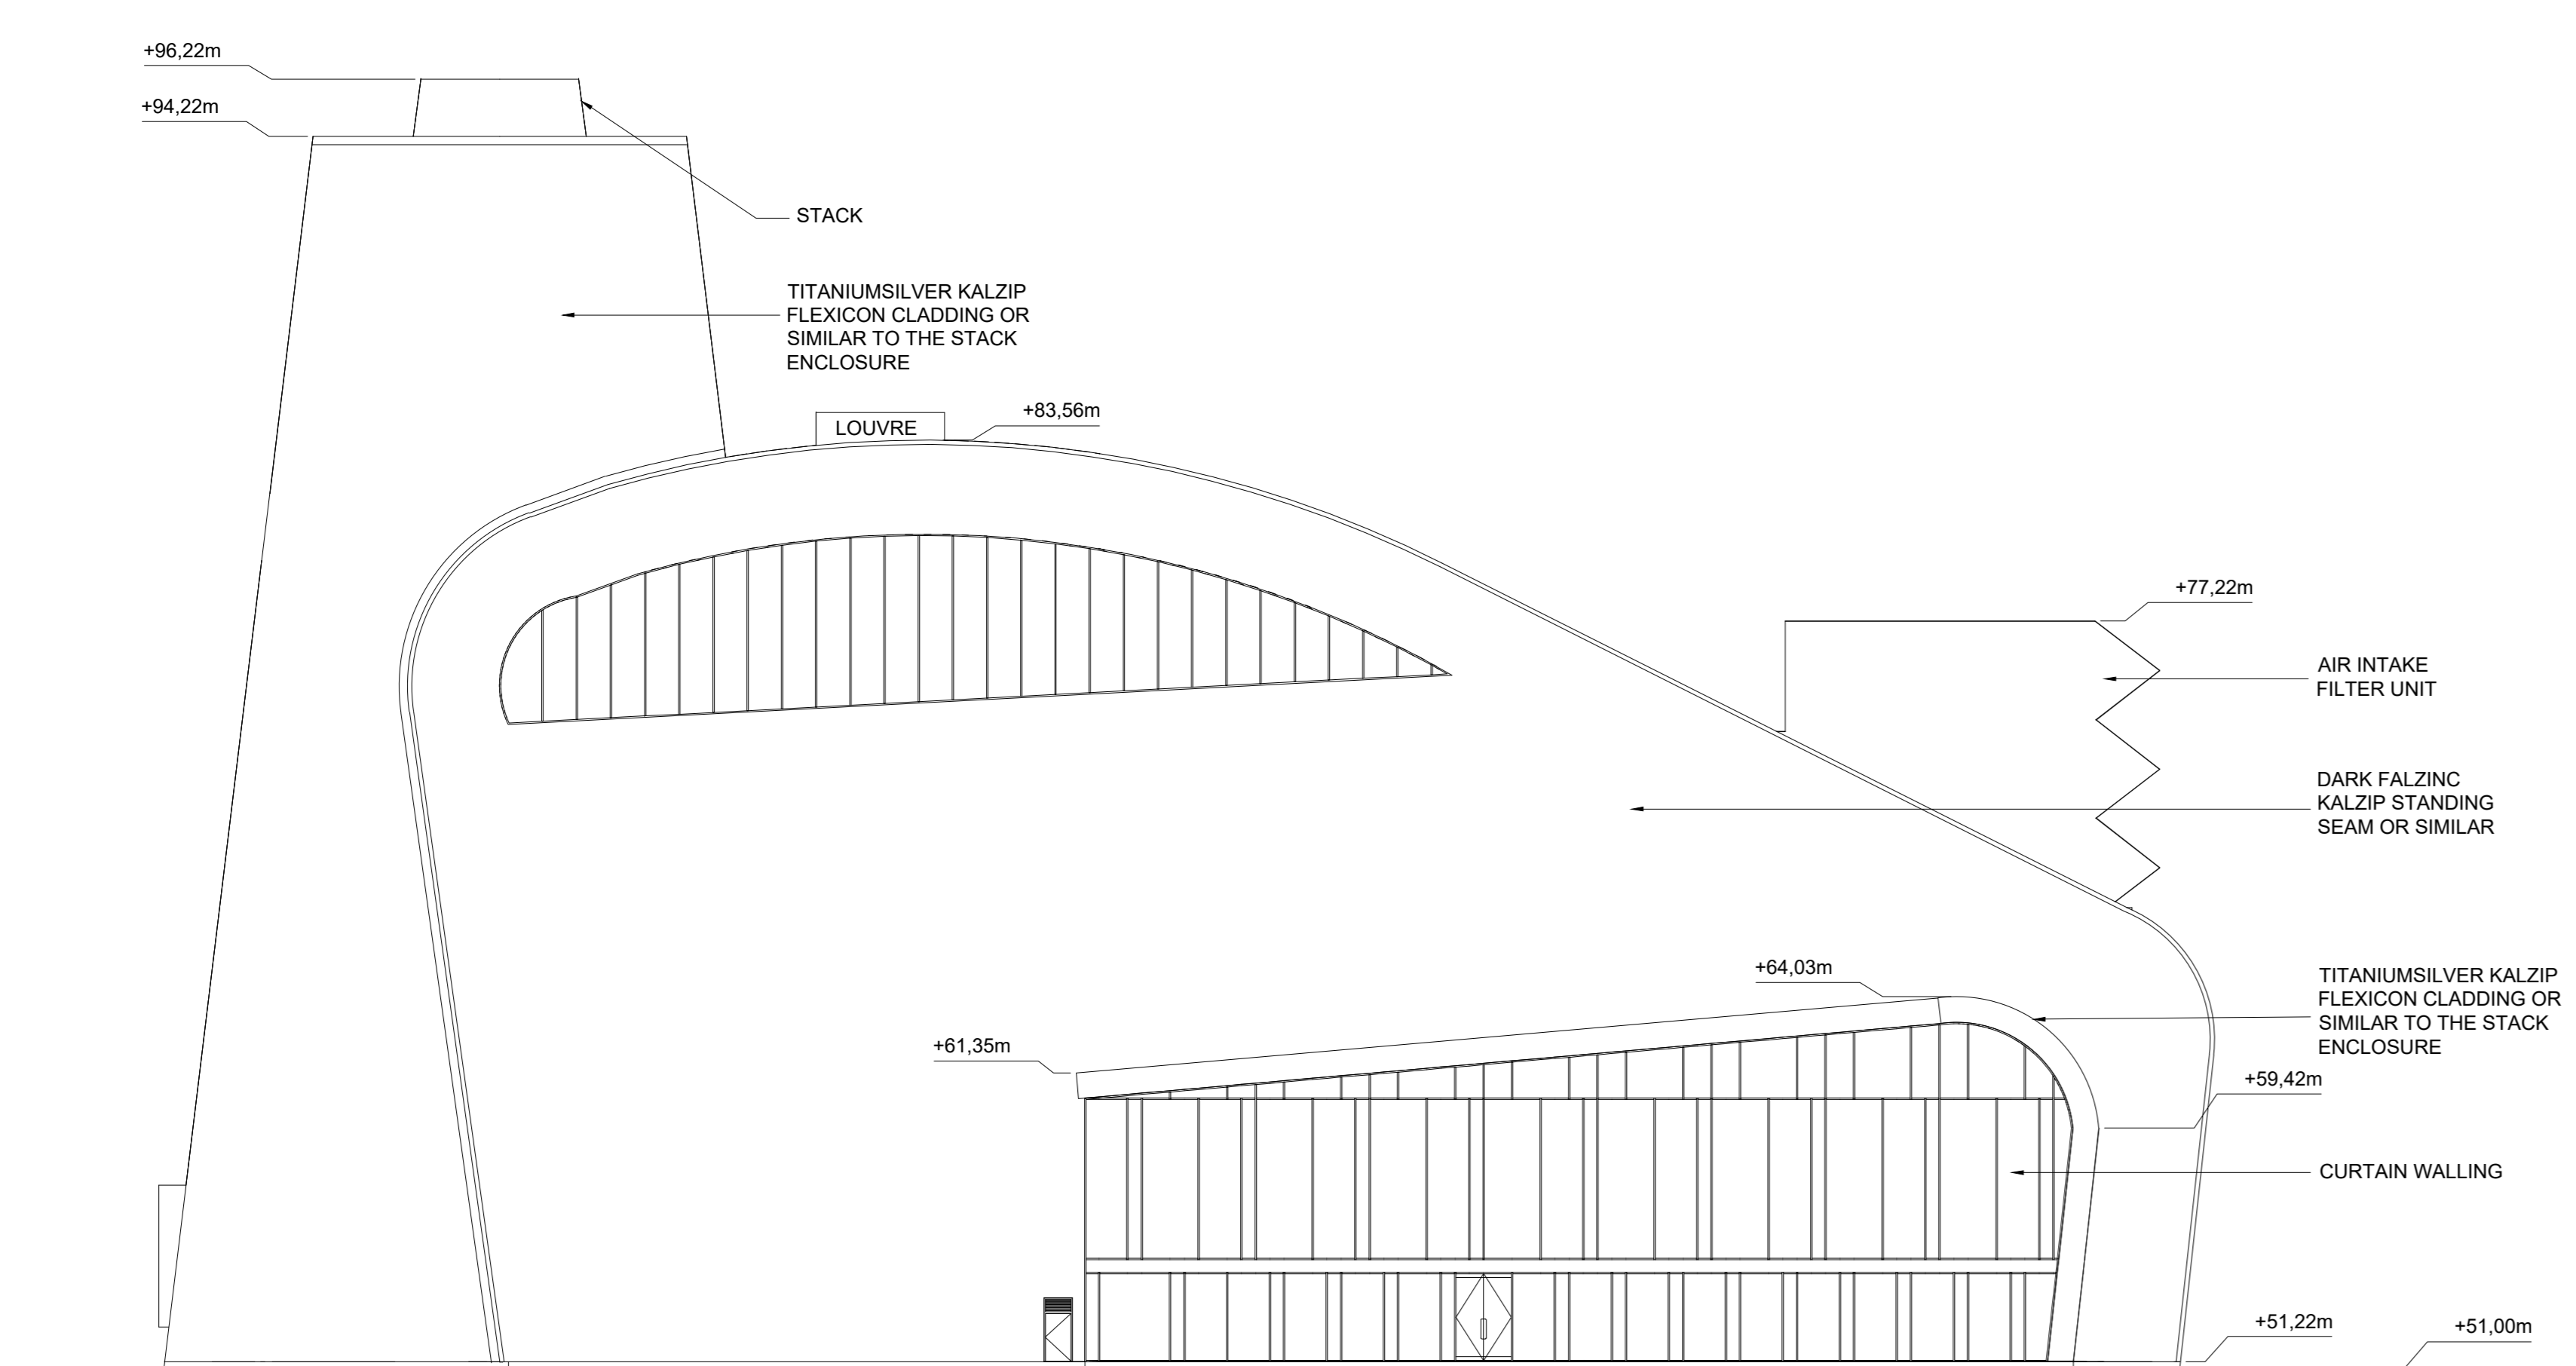 +96,22m
+94,22m
STACK
TITANIUMSILVER KALZIP
FLEXICON CLADDING OR
SIMILAR TO THE STACK
ENCLOSURE
LOUVRE
+83,56m
+77,22m
AIR INTAKE
FILTER UNIT
DARK FALZINC
KALZIP STANDING
SEAM OR SIMILAR
+64,03m
TITANIUMSILVER KALZIP
FLEXICON CLADDING OR
SIMILAR TO THE STACK
ENCLOSURE
+61,35m
+59,42m
CURTAIN WALLING
+51,22m
+51,00m